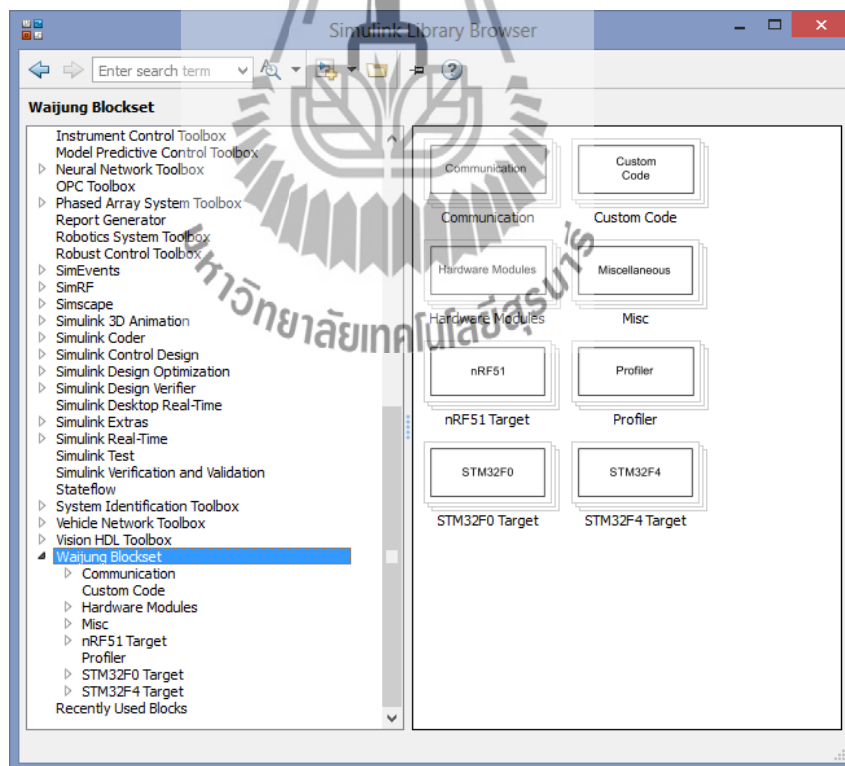 Simulink Library Browser
Enter search term
Waijung Blockset
Instrument Control Toolbox
Model Predictive Control Toolbox
Neural Network Toolbox
OPC Toolbox
Phased Array System Toolbox
Report Generator
Robotics System Toolbox
Robust Control Toolbox
SimEvents
SimRF
Simscape
Simulink 3D Animation
Simulink Coder
Simulink Control Design
Simulink Design Optimization
Simulink Design Verifier
Simulink Desktop Real-Time
Simulink Extras
Simulink Real-Time
Simulink Test
Simulink Verification and Validation
Stateflow
System Identification Toolbox
Vehicle Network Toolbox
Vision HDL Toolbox
Waijung Blockset
Communication
Custom Code
Hardware Modules
Misc
nRF51 Target
Profiler
STM32F0 Target
STM32F4 Target
Recently Used Blocks
Communication
Communication
Custom
Code
Custom Code
Hardware Modules
Hardware Modules
Miscellaneous
Misc
nRF51
nRF51 Target
Profiler
Profiler
STM32F0
STM32F0 Target
STM32F4
STM32F4 Target
มหาวิทยาลัยเทคโนโลยีสุรนารี